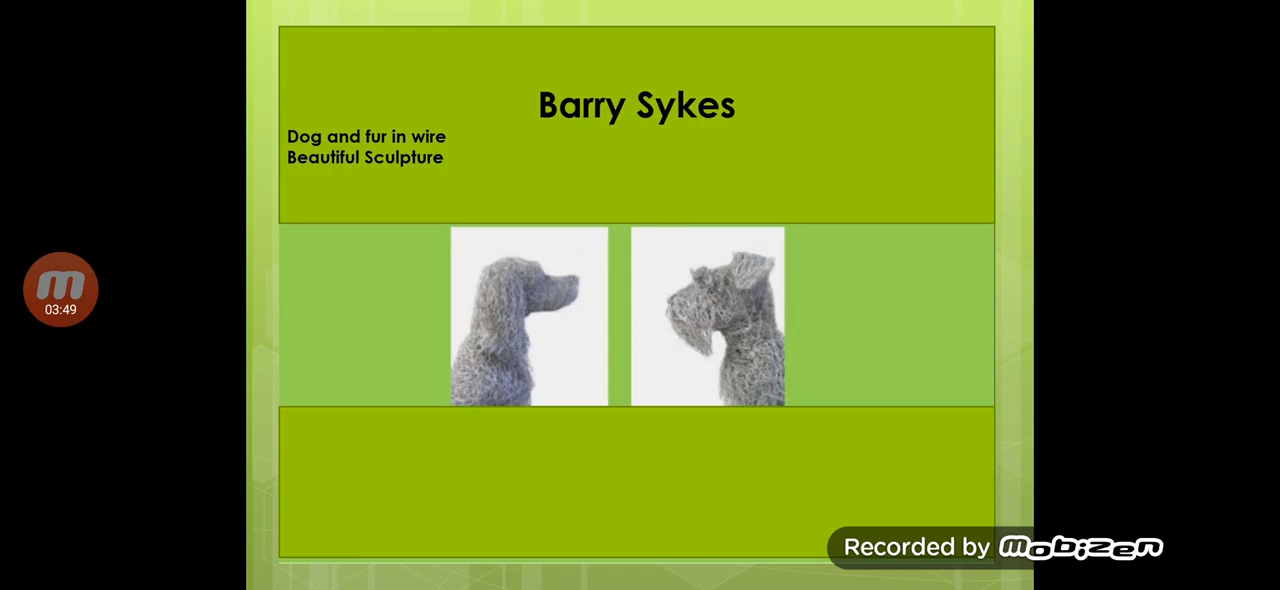 Barry Sykes
Dog and fur in wire
Beautiful Sculpture
m
03:49
Recorded by mobizen